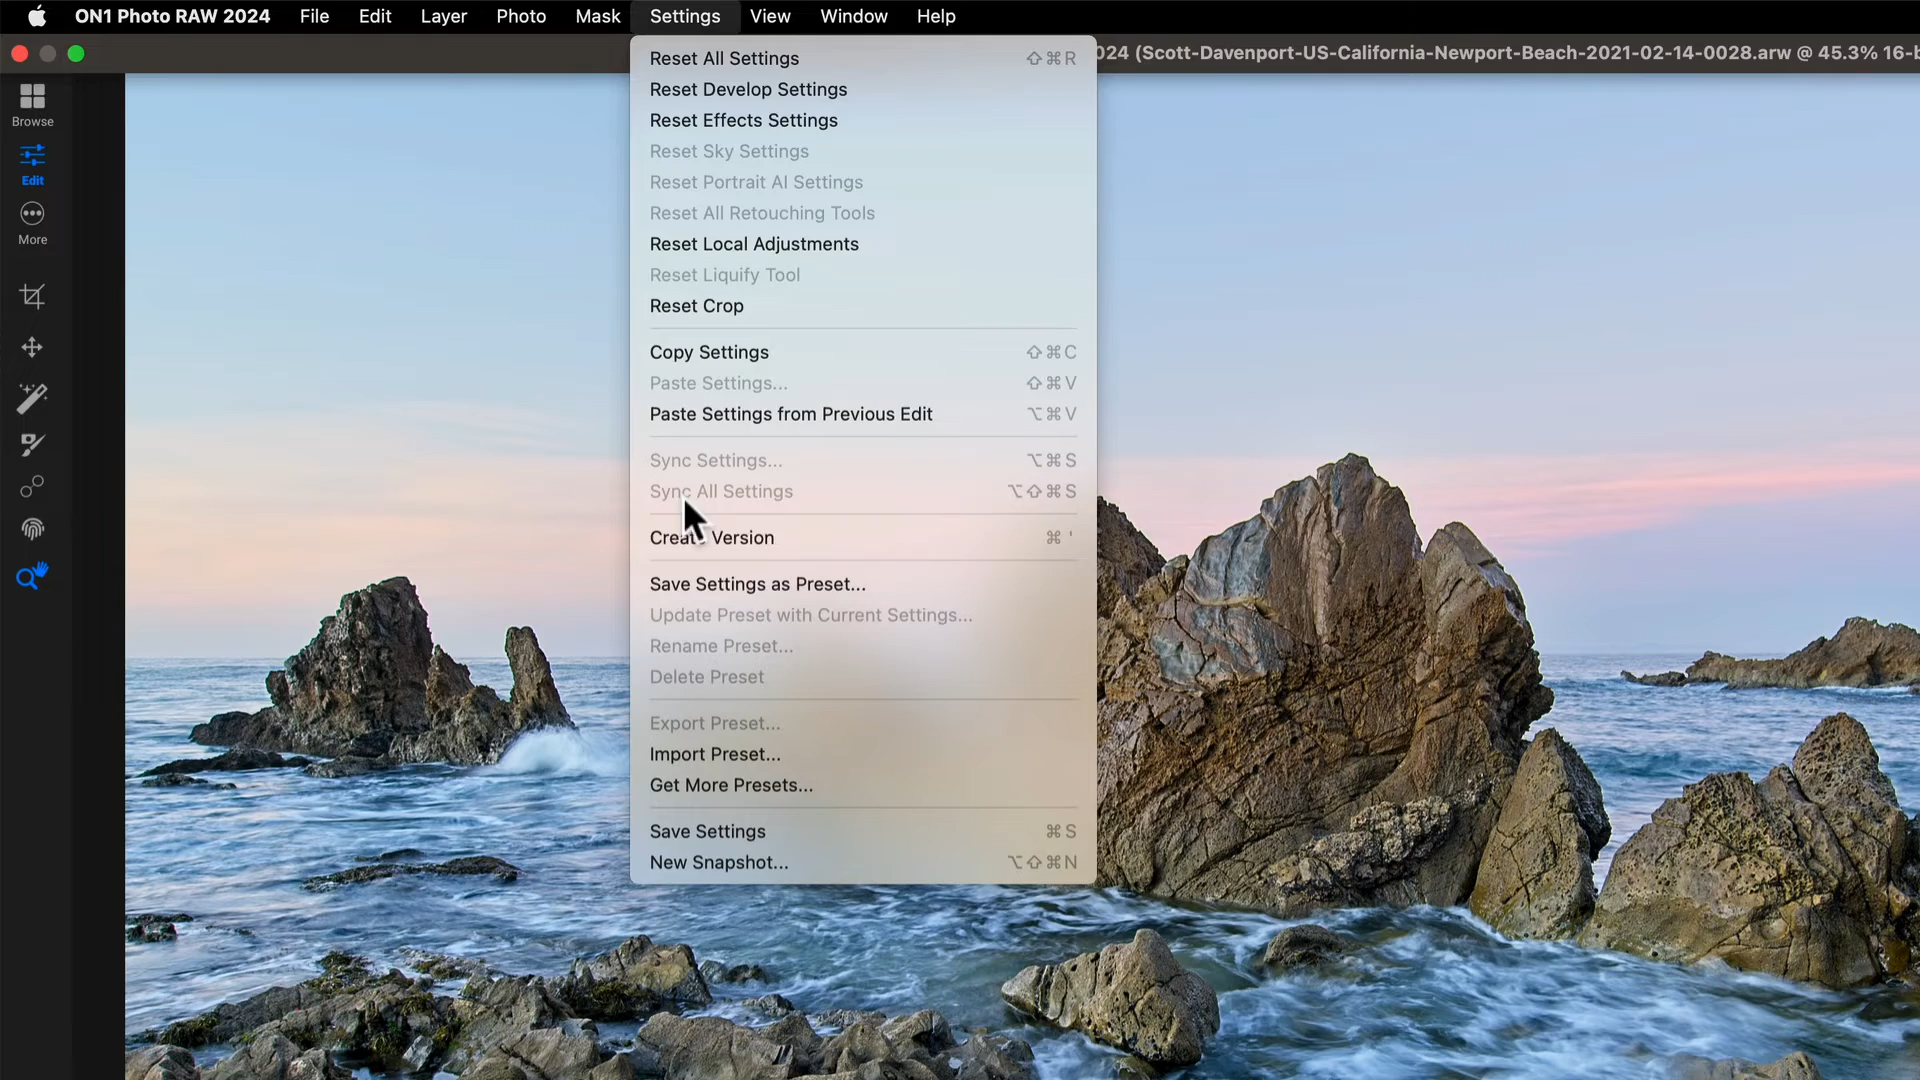 ON1 Photo RAW 2024 File Edit Layer Photo Mask Settings View Window Help
024 (Scott-Davenport-US-California-Newport-Beach-2021-02-14-0028.arw @ 45.3% 16-b
Browse
Edit
More
Reset All Settings ⇧⌘R
Reset Develop Settings
Reset Effects Settings
Reset Sky Settings
Reset Portrait AI Settings
Reset All Retouching Tools
Reset Local Adjustments
Reset Liquify Tool
Reset Crop
Copy Settings ⇧⌘C
Paste Settings... ⇧⌘V
Paste Settings from Previous Edit ⌥⌘V
Sync Settings... ⌥⌘S
Sync All Settings ⌥⇧⌘S
Create Version ⌘'
Save Settings as Preset...
Update Preset with Current Settings...
Rename Preset...
Delete Preset
Export Preset...
Import Preset...
Get More Presets...
Save Settings ⌘S
New Snapshot... ⌥⇧⌘N